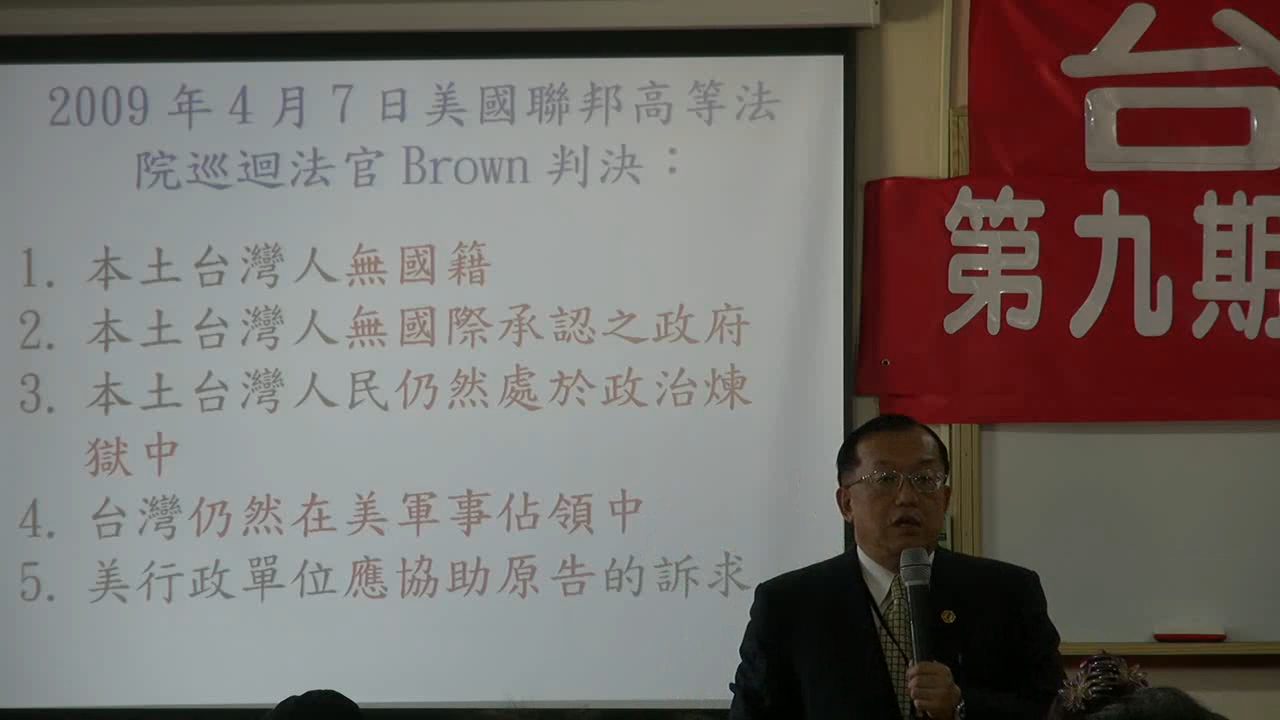 2009 年 4 月 7 日美國聯邦高等法
院巡迴法官 Brown 判決：
1. 本土台灣人無國籍
2. 本土台灣人無國際承認之政府
3. 本土台灣人民仍然處於政治煉
獄中
4. 台灣仍然在美軍事佔領中
5. 美行政單位應協助原告的訴求
台
第九期